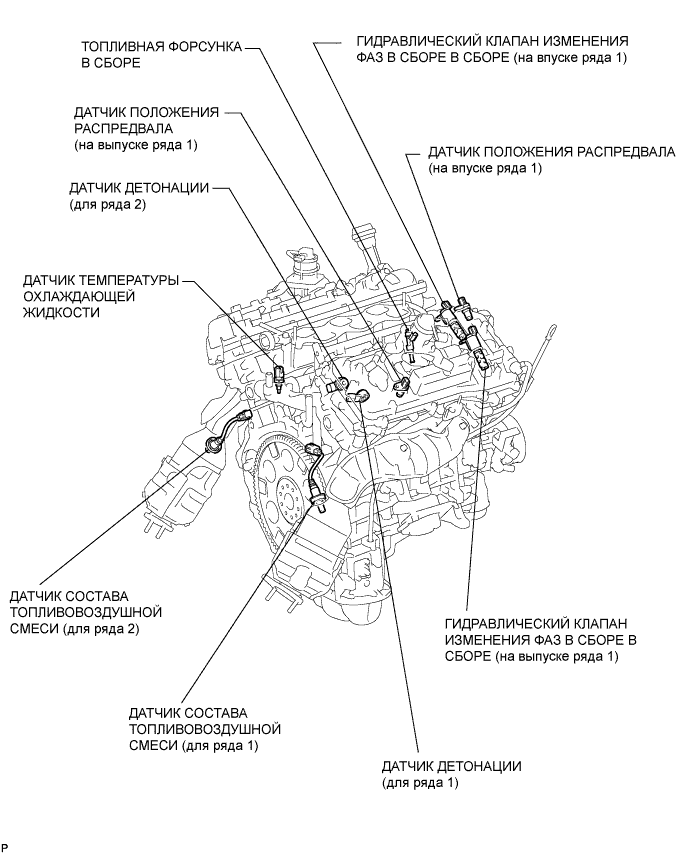 ТОПЛИВНАЯ ФОРСУНКА
В СБОРЕ
ГИДРАВЛИЧЕСКИЙ КЛАПАН ИЗМЕНЕНИЯ
ФАЗ В СБОРЕ В СБОРЕ (на впуске ряда 1)
ДАТЧИК ПОЛОЖЕНИЯ
РАСПРЕДВАЛА
(на выпуске ряда 1)
ДАТЧИК ПОЛОЖЕНИЯ РАСПРЕДВАЛА
(на впуске ряда 1)
ДАТЧИК ДЕТОНАЦИИ
(для ряда 2)
ДАТЧИК ТЕМПЕРАТУРЫ
ОХЛАЖДАЮЩЕЙ
ЖИДКОСТИ
ДАТЧИК СОСТАВА
ТОПЛИВОВОЗДУШНОЙ
СМЕСИ (для ряда 2)
ГИДРАВЛИЧЕСКИЙ КЛАПАН
ИЗМЕНЕНИЯ ФАЗ В СБОРЕ В
СБОРЕ (на выпуске ряда 1)
ДАТЧИК СОСТАВА
ТОПЛИВОВОЗДУШНОЙ
СМЕСИ (для ряда 1)
ДАТЧИК ДЕТОНАЦИИ
(для ряда 1)
P